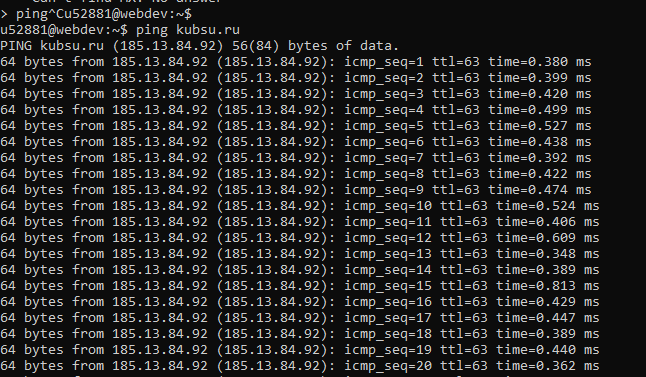 > ping^Cu52881@webdev:~$
u52881@webdev:~$ ping kubsu.ru
PING kubsu.ru (185.13.84.92) 56(84) bytes of data.
64 bytes from 185.13.84.92 (185.13.84.92): icmp_seq=1 ttl=63 time=0.380 ms
64 bytes from 185.13.84.92 (185.13.84.92): icmp_seq=2 ttl=63 time=0.399 ms
64 bytes from 185.13.84.92 (185.13.84.92): icmp_seq=3 ttl=63 time=0.420 ms
64 bytes from 185.13.84.92 (185.13.84.92): icmp_seq=4 ttl=63 time=0.499 ms
64 bytes from 185.13.84.92 (185.13.84.92): icmp_seq=5 ttl=63 time=0.527 ms
64 bytes from 185.13.84.92 (185.13.84.92): icmp_seq=6 ttl=63 time=0.438 ms
64 bytes from 185.13.84.92 (185.13.84.92): icmp_seq=7 ttl=63 time=0.392 ms
64 bytes from 185.13.84.92 (185.13.84.92): icmp_seq=8 ttl=63 time=0.422 ms
64 bytes from 185.13.84.92 (185.13.84.92): icmp_seq=9 ttl=63 time=0.474 ms
64 bytes from 185.13.84.92 (185.13.84.92): icmp_seq=10 ttl=63 time=0.524 ms
64 bytes from 185.13.84.92 (185.13.84.92): icmp_seq=11 ttl=63 time=0.406 ms
64 bytes from 185.13.84.92 (185.13.84.92): icmp_seq=12 ttl=63 time=0.609 ms
64 bytes from 185.13.84.92 (185.13.84.92): icmp_seq=13 ttl=63 time=0.348 ms
64 bytes from 185.13.84.92 (185.13.84.92): icmp_seq=14 ttl=63 time=0.389 ms
64 bytes from 185.13.84.92 (185.13.84.92): icmp_seq=15 ttl=63 time=0.813 ms
64 bytes from 185.13.84.92 (185.13.84.92): icmp_seq=16 ttl=63 time=0.429 ms
64 bytes from 185.13.84.92 (185.13.84.92): icmp_seq=17 ttl=63 time=0.447 ms
64 bytes from 185.13.84.92 (185.13.84.92): icmp_seq=18 ttl=63 time=0.389 ms
64 bytes from 185.13.84.92 (185.13.84.92): icmp_seq=19 ttl=63 time=0.440 ms
64 bytes from 185.13.84.92 (185.13.84.92): icmp_seq=20 ttl=63 time=0.362 ms